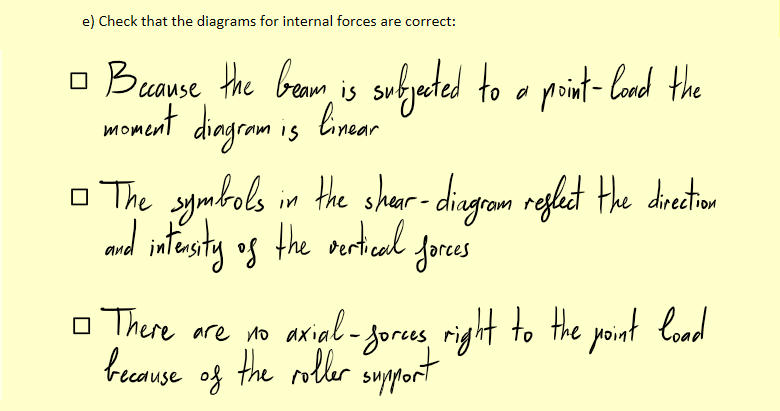 e) Check that the diagrams for internal forces are correct:
□ Because the beam is subjected to a point-load the
moment diagram is linear
□ The symbols in the shear-diagram reflect the direction
and intensity of the vertical forces
□ There are no axial-forces right to the point load
because of the roller support